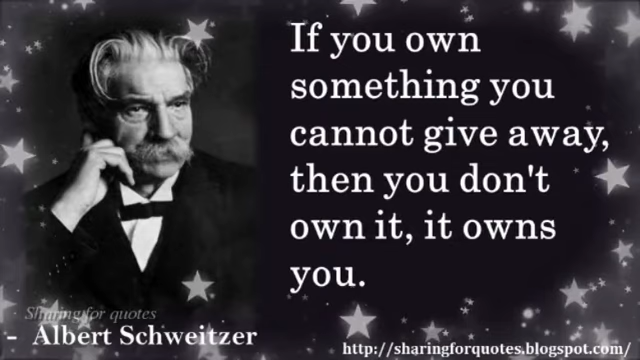 If you own
something you
cannot give away,
then you don't
own it, it owns
you.
Sharing for quotes
- Albert Schweitzer
http://sharingforquotes.blogspot.com/